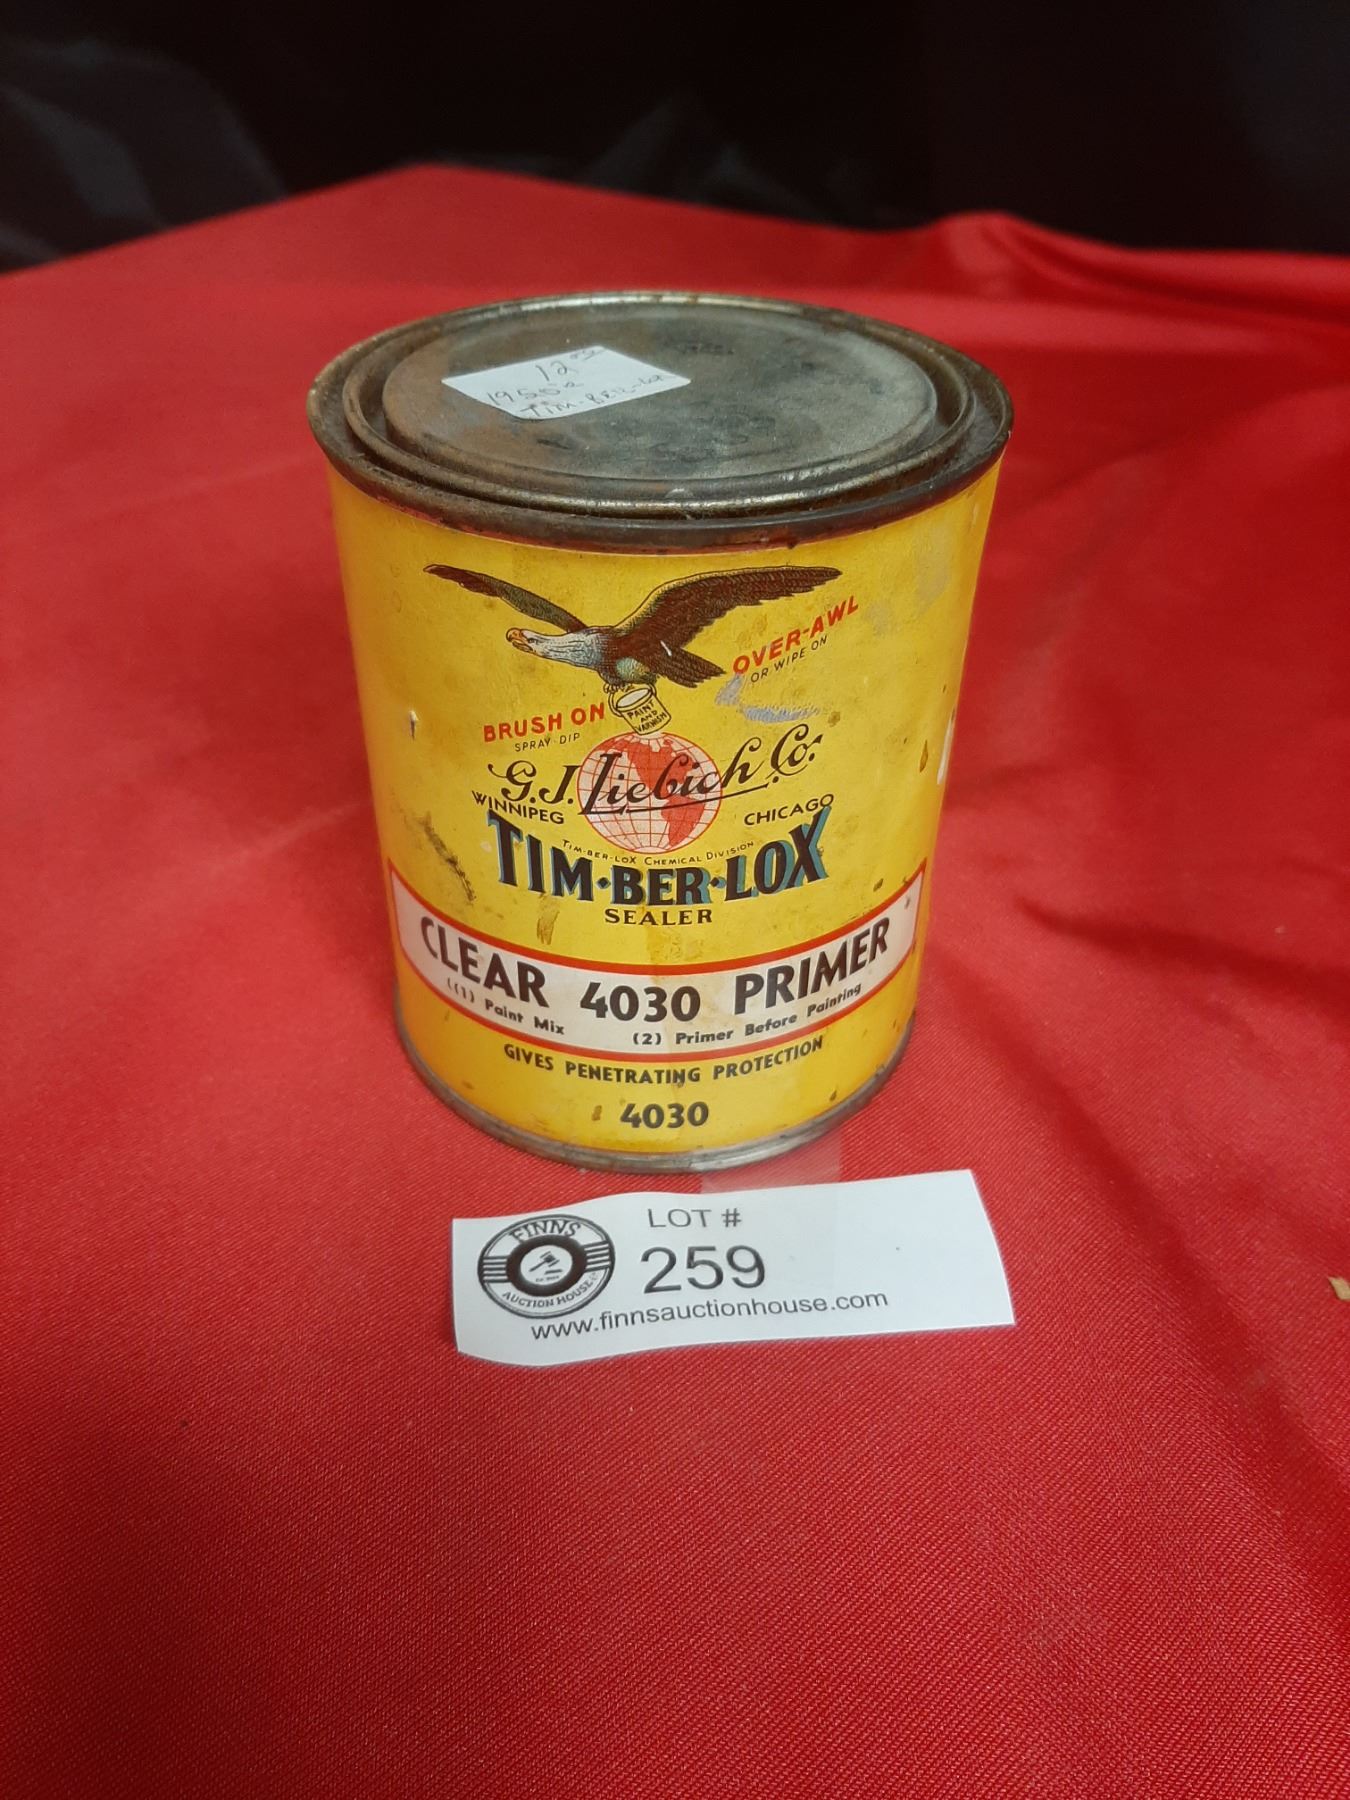 12.00
1950's
TIM-BER-LOX
OVER-AWL
OR WIPE ON
BRUSH ON
SPRAY-DIP
PAINT
AND
VARNISH
G.J. Liebich Co.
WINNIPEG CHICAGO
TIM-BER-LOX CHEMICAL DIVISION
TIM·BER·LOX
SEALER
CLEAR 4030 PRIMER
(1) Paint Mix (2) Primer Before Painting
GIVES PENETRATING PROTECTION
4030
FINNS
AUCTION HOUSE
LOT #
259
www.finnsauctionhouse.com